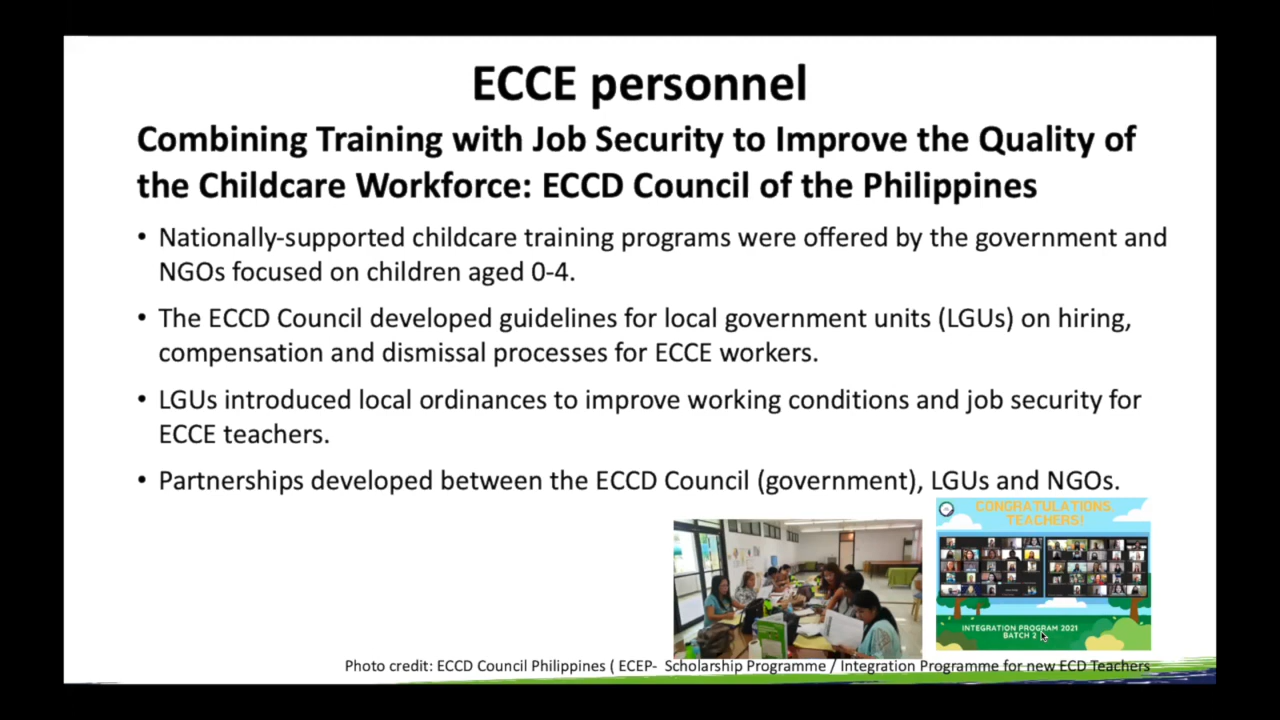 ECCE personnel
Combining Training with Job Security to Improve the Quality of
the Childcare Workforce: ECCD Council of the Philippines
• Nationally-supported childcare training programs were offered by the government and
NGOs focused on children aged 0-4.
• The ECCD Council developed guidelines for local government units (LGUs) on hiring,
compensation and dismissal processes for ECCE workers.
• LGUs introduced local ordinances to improve working conditions and job security for
ECCE teachers.
• Partnerships developed between the ECCD Council (government), LGUs and NGOs.
CONGRATULATIONS
TEACHERS!
INTEGRATION PROGRAM 2021
BATCH 2
Photo credit: ECCD Council Philippines ( ECEP- Scholarship Programme / Integration Programme for new ECD Teachers